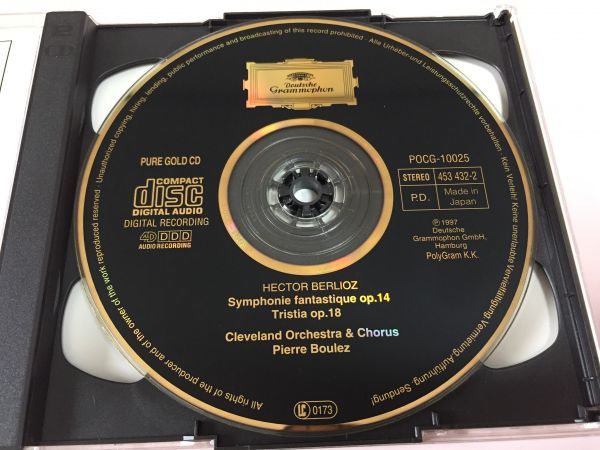 2
CD
Deutsche
Grammophon
PURE GOLD CD
COMPACT
disc
DIGITAL AUDIO
DIGITAL RECORDING
4D DDD
AUDIO RECORDING
POCG-10025
STEREO 453 432-2
P.D. Made in
Japan
℗ 1997
Deutsche
Grammophon GmbH,
Hamburg
PolyGram K.K.
HECTOR BERLIOZ
Symphonie fantastique op.14
Tristia op.18
Cleveland Orchestra & Chorus
Pierre Boulez
LC 0173
All rights of the producer and of the owner of the work reproduced reserved · Unauthorized copying, hiring, lending, public performance and broadcasting of this record prohibited · Alle Urheber- und Leistungsschutzrechte vorbehalten · Kein Verleih! Keine unerlaubte Vervielfältigung, Vermietung, Aufführung, Sendung!